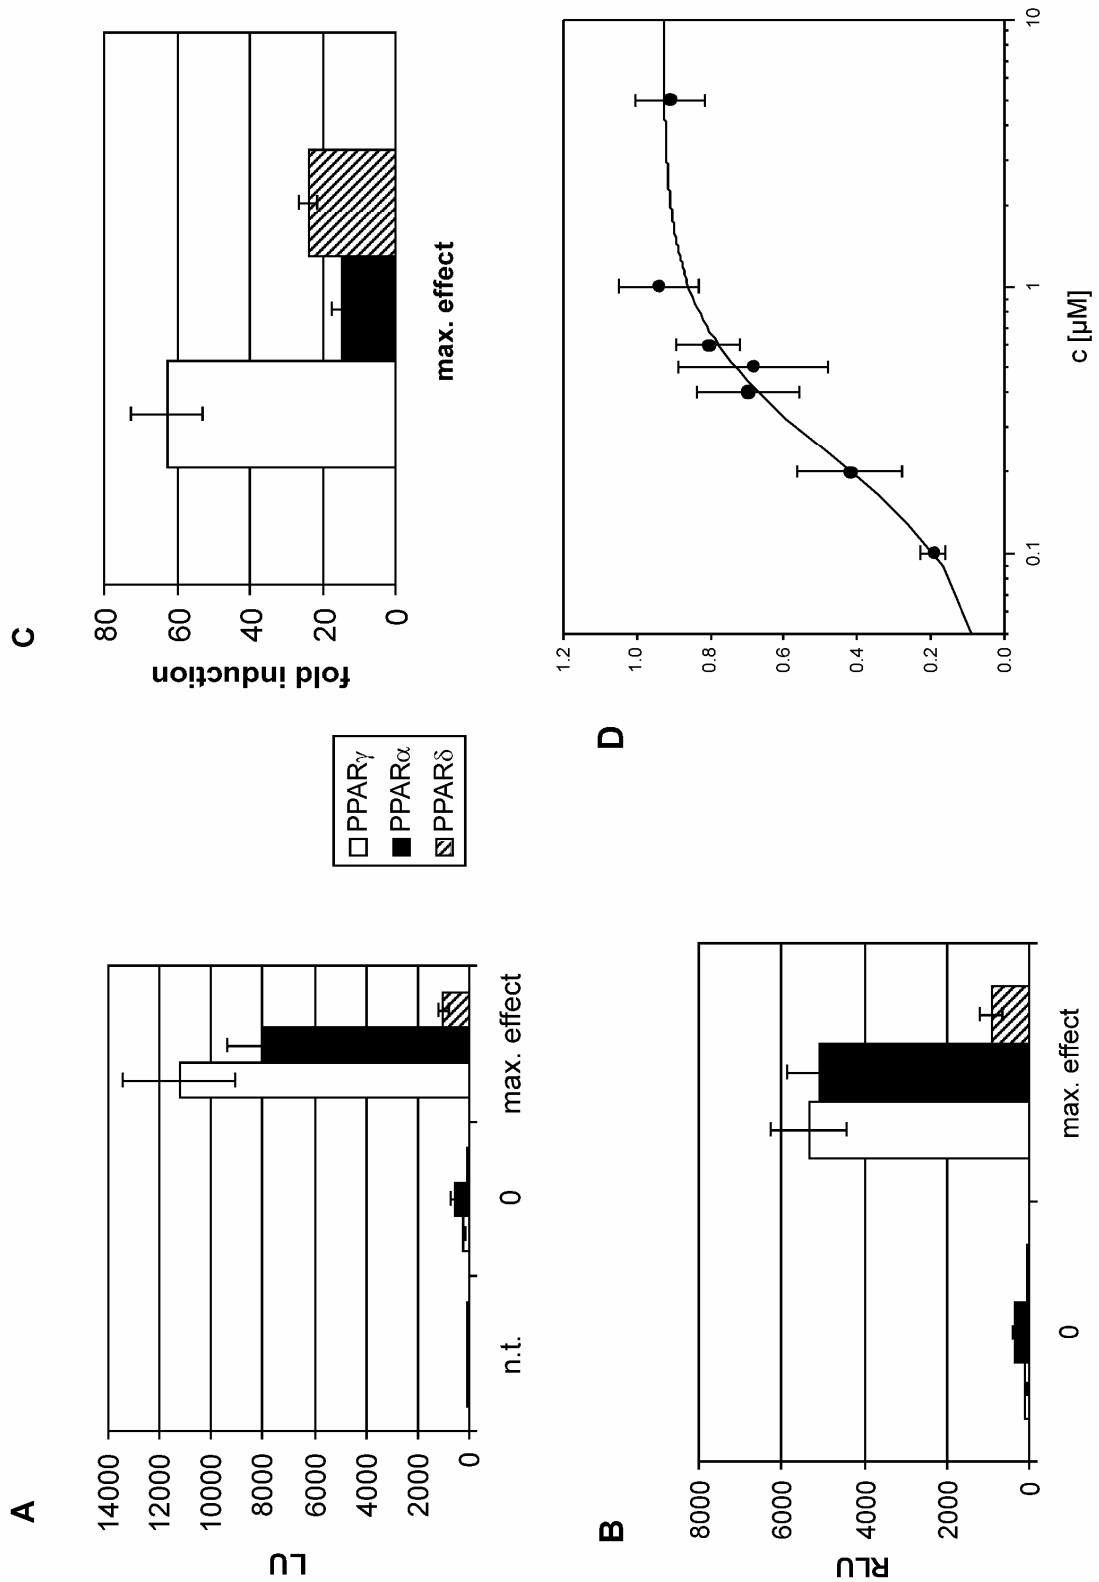 A
LU
14000
12000
10000
8000
6000
4000
2000
0
n.t.
0
max. effect
PPARγ
PPARα
PPARδ
C
fold induction
80
60
40
20
0
max. effect
B
RLU
8000
6000
4000
2000
0
0
max. effect
D
1.2
1.0
0.8
0.6
0.4
0.2
0.0
0.1
1
10
c [µM]